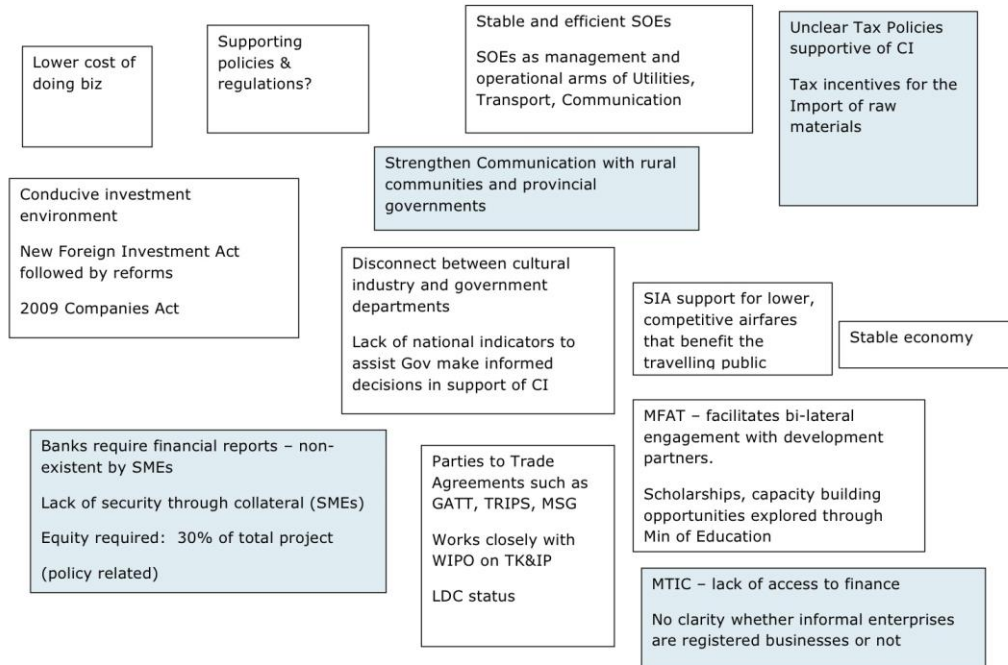 Lower cost of
doing biz
Supporting
policies &
regulations?
Stable and efficient SOEs
SOEs as management and
operational arms of Utilities,
Transport, Communication
Unclear Tax Policies
supportive of CI
Tax incentives for the
Import of raw
materials
Strengthen Communication with rural
communities and provincial
governments
Conducive investment
environment
New Foreign Investment Act
followed by reforms
2009 Companies Act
Disconnect between cultural
industry and government
departments
Lack of national indicators to
assist Gov make informed
decisions in support of CI
SIA support for lower,
competitive airfares
that benefit the
travelling public
Stable economy
Banks require financial reports – non-
existent by SMEs
Lack of security through collateral (SMEs)
Equity required:  30% of total project
(policy related)
Parties to Trade
Agreements such as
GATT, TRIPS, MSG
Works closely with
WIPO on TK&IP
LDC status
MFAT – facilitates bi-lateral
engagement with development
partners.
Scholarships, capacity building
opportunities explored through
Min of Education
MTIC – lack of access to finance
No clarity whether informal enterprises
are registered businesses or not